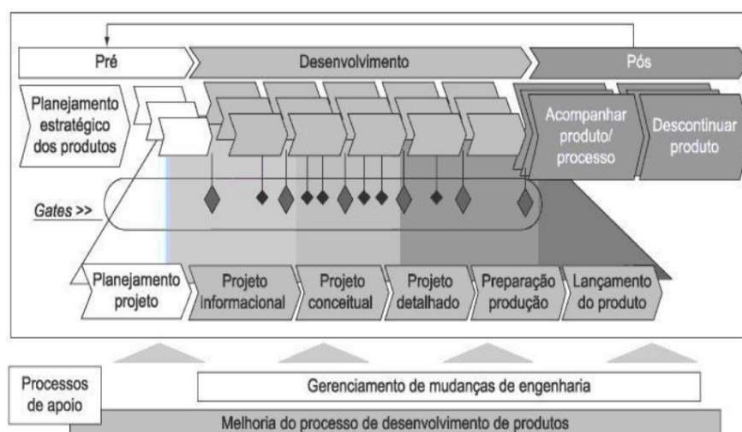 Pré
Desenvolvimento
Pós
Planejamento
estratégico
dos produtos
Acompanhar
produto/
processo
Descontinuar
produto
Gates >>
Planejamento
projeto
Projeto
informacional
Projeto
conceitual
Projeto
detalhado
Preparação
produção
Lançamento
do produto
Processos
de apoio
Gerenciamento de mudanças de engenharia
Melhoria do processo de desenvolvimento de produtos